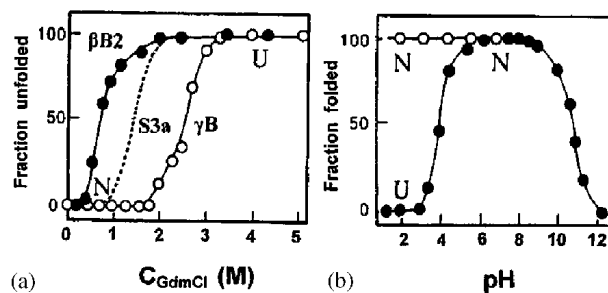 Fraction unfolded
100
50
0
βB2
S3a
γB
N
U
0 1 2 3 4 5
(a) C_GdmCl (M)
Fraction folded
100
50
0
N N
U
2 4 6 8 10 12
(b) pH